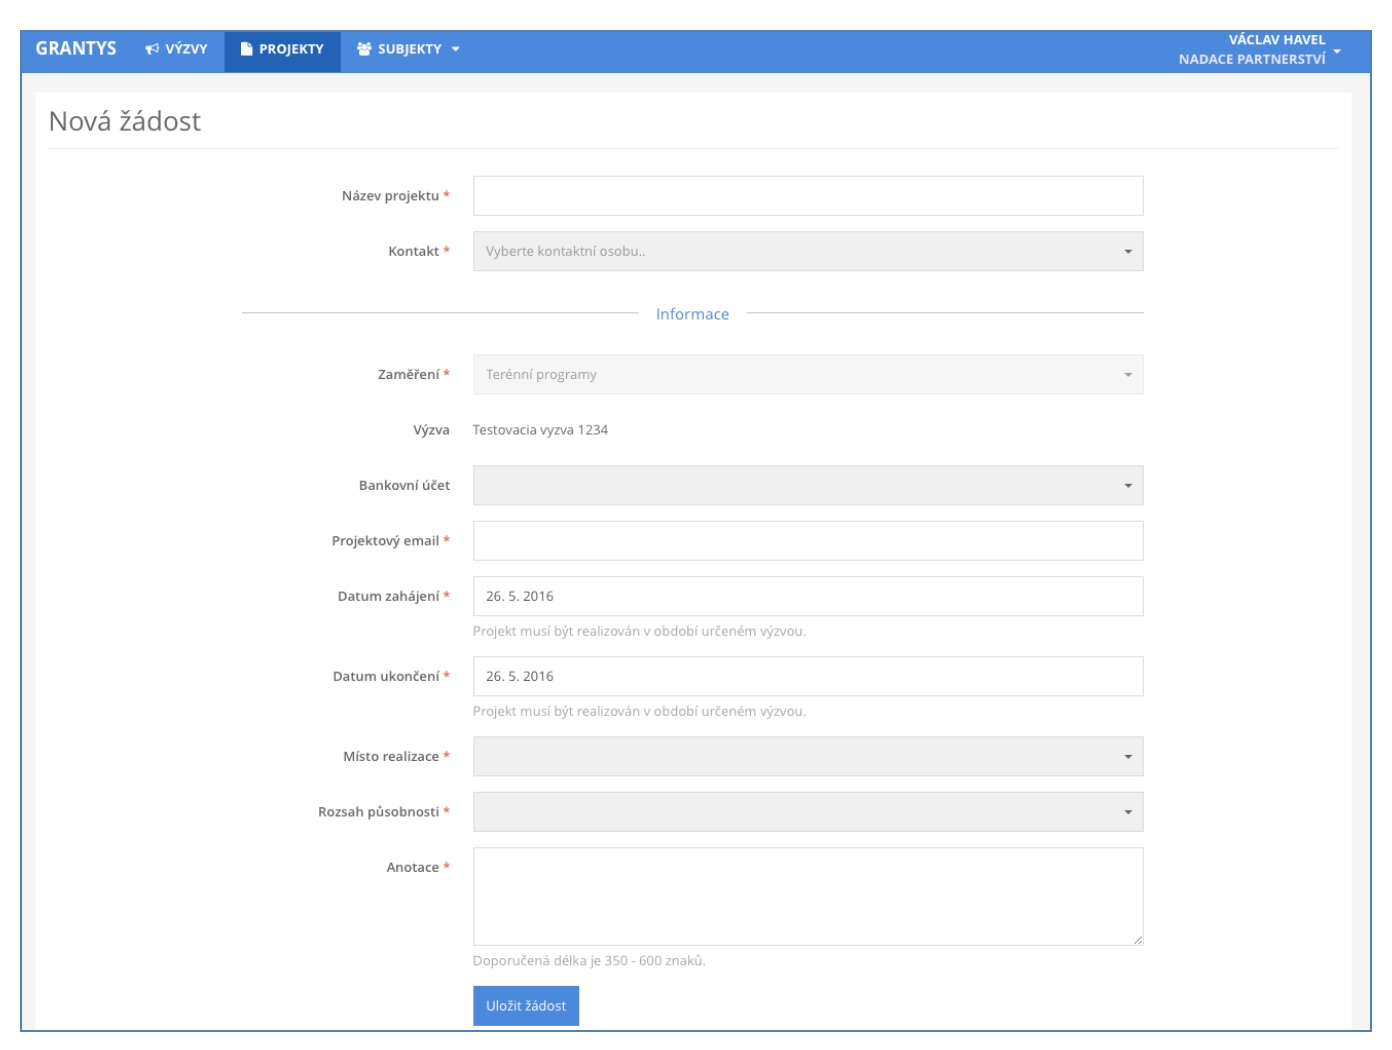 GRANTYS VÝZVY PROJEKTY SUBJEKTY VÁCLAV HAVEL
NADACE PARTNERSTVÍ
Nová žádost
Název projektu *
Kontakt * Vyberte kontaktní osobu..
Informace
Zaměření * Terénní programy
Výzva Testovacia vyzva 1234
Bankovní účet
Projektový email *
Datum zahájení * 26. 5. 2016
Projekt musí být realizován v období určeném výzvou.
Datum ukončení * 26. 5. 2016
Projekt musí být realizován v období určeném výzvou.
Místo realizace *
Rozsah působnosti *
Anotace *
Doporučená délka je 350 - 600 znaků.
Uložit žádost